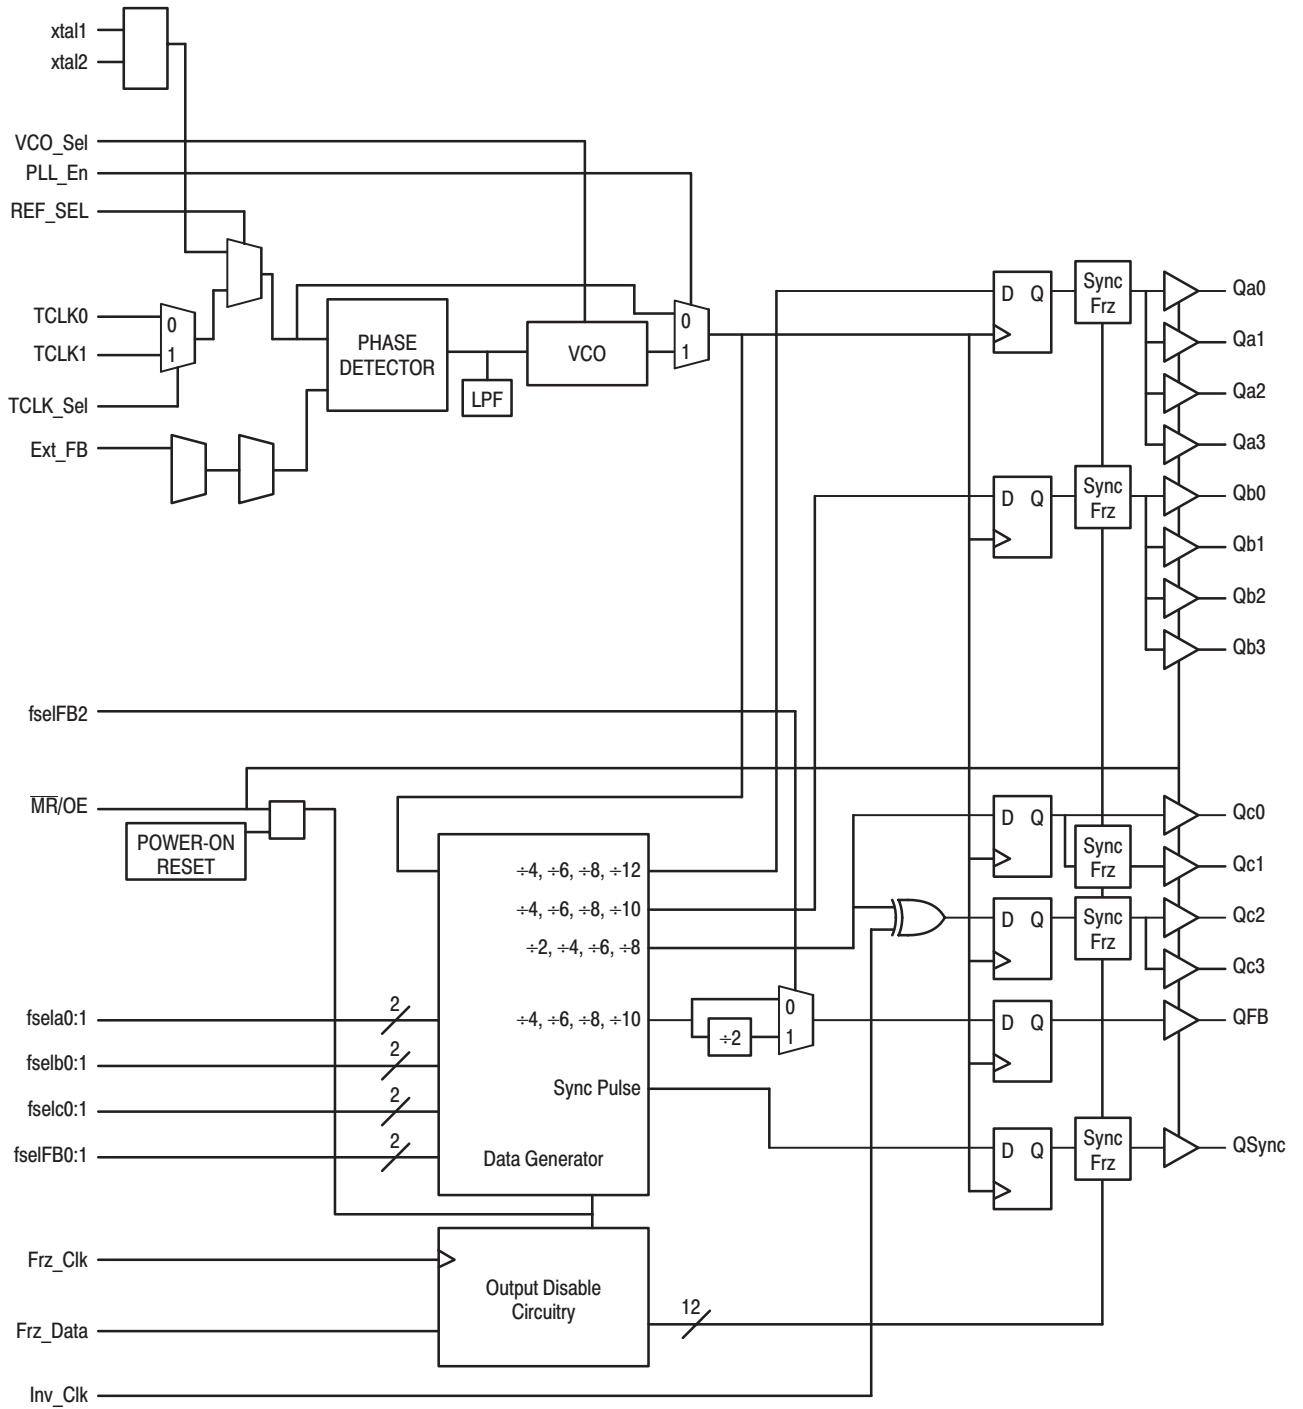 xtal1
xtal2
VCO_Sel
PLL_En
REF_SEL
TCLK0
TCLK1
TCLK_Sel
Ext_FB
0
1
PHASE
DETECTOR
LPF
VCO
0
1
D Q
Sync
Frz
Qa0
Qa1
Qa2
Qa3
D Q
Sync
Frz
Qb0
Qb1
Qb2
Qb3
fselFB2
MR/OE
POWER-ON
RESET
÷4, ÷6, ÷8, ÷12
÷4, ÷6, ÷8, ÷10
÷2, ÷4, ÷6, ÷8
÷4, ÷6, ÷8, ÷10
Sync Pulse
Data Generator
fsela0:1
2
fselb0:1
2
fselc0:1
2
fselFB0:1
2
÷2
0
1
D Q
Qc0
Sync
Frz
Qc1
D Q
Sync
Frz
Qc2
Qc3
D Q
QFB
D Q
Sync
Frz
QSync
Frz_Clk
Frz_Data
Output Disable
Circuitry
12
Inv_Clk